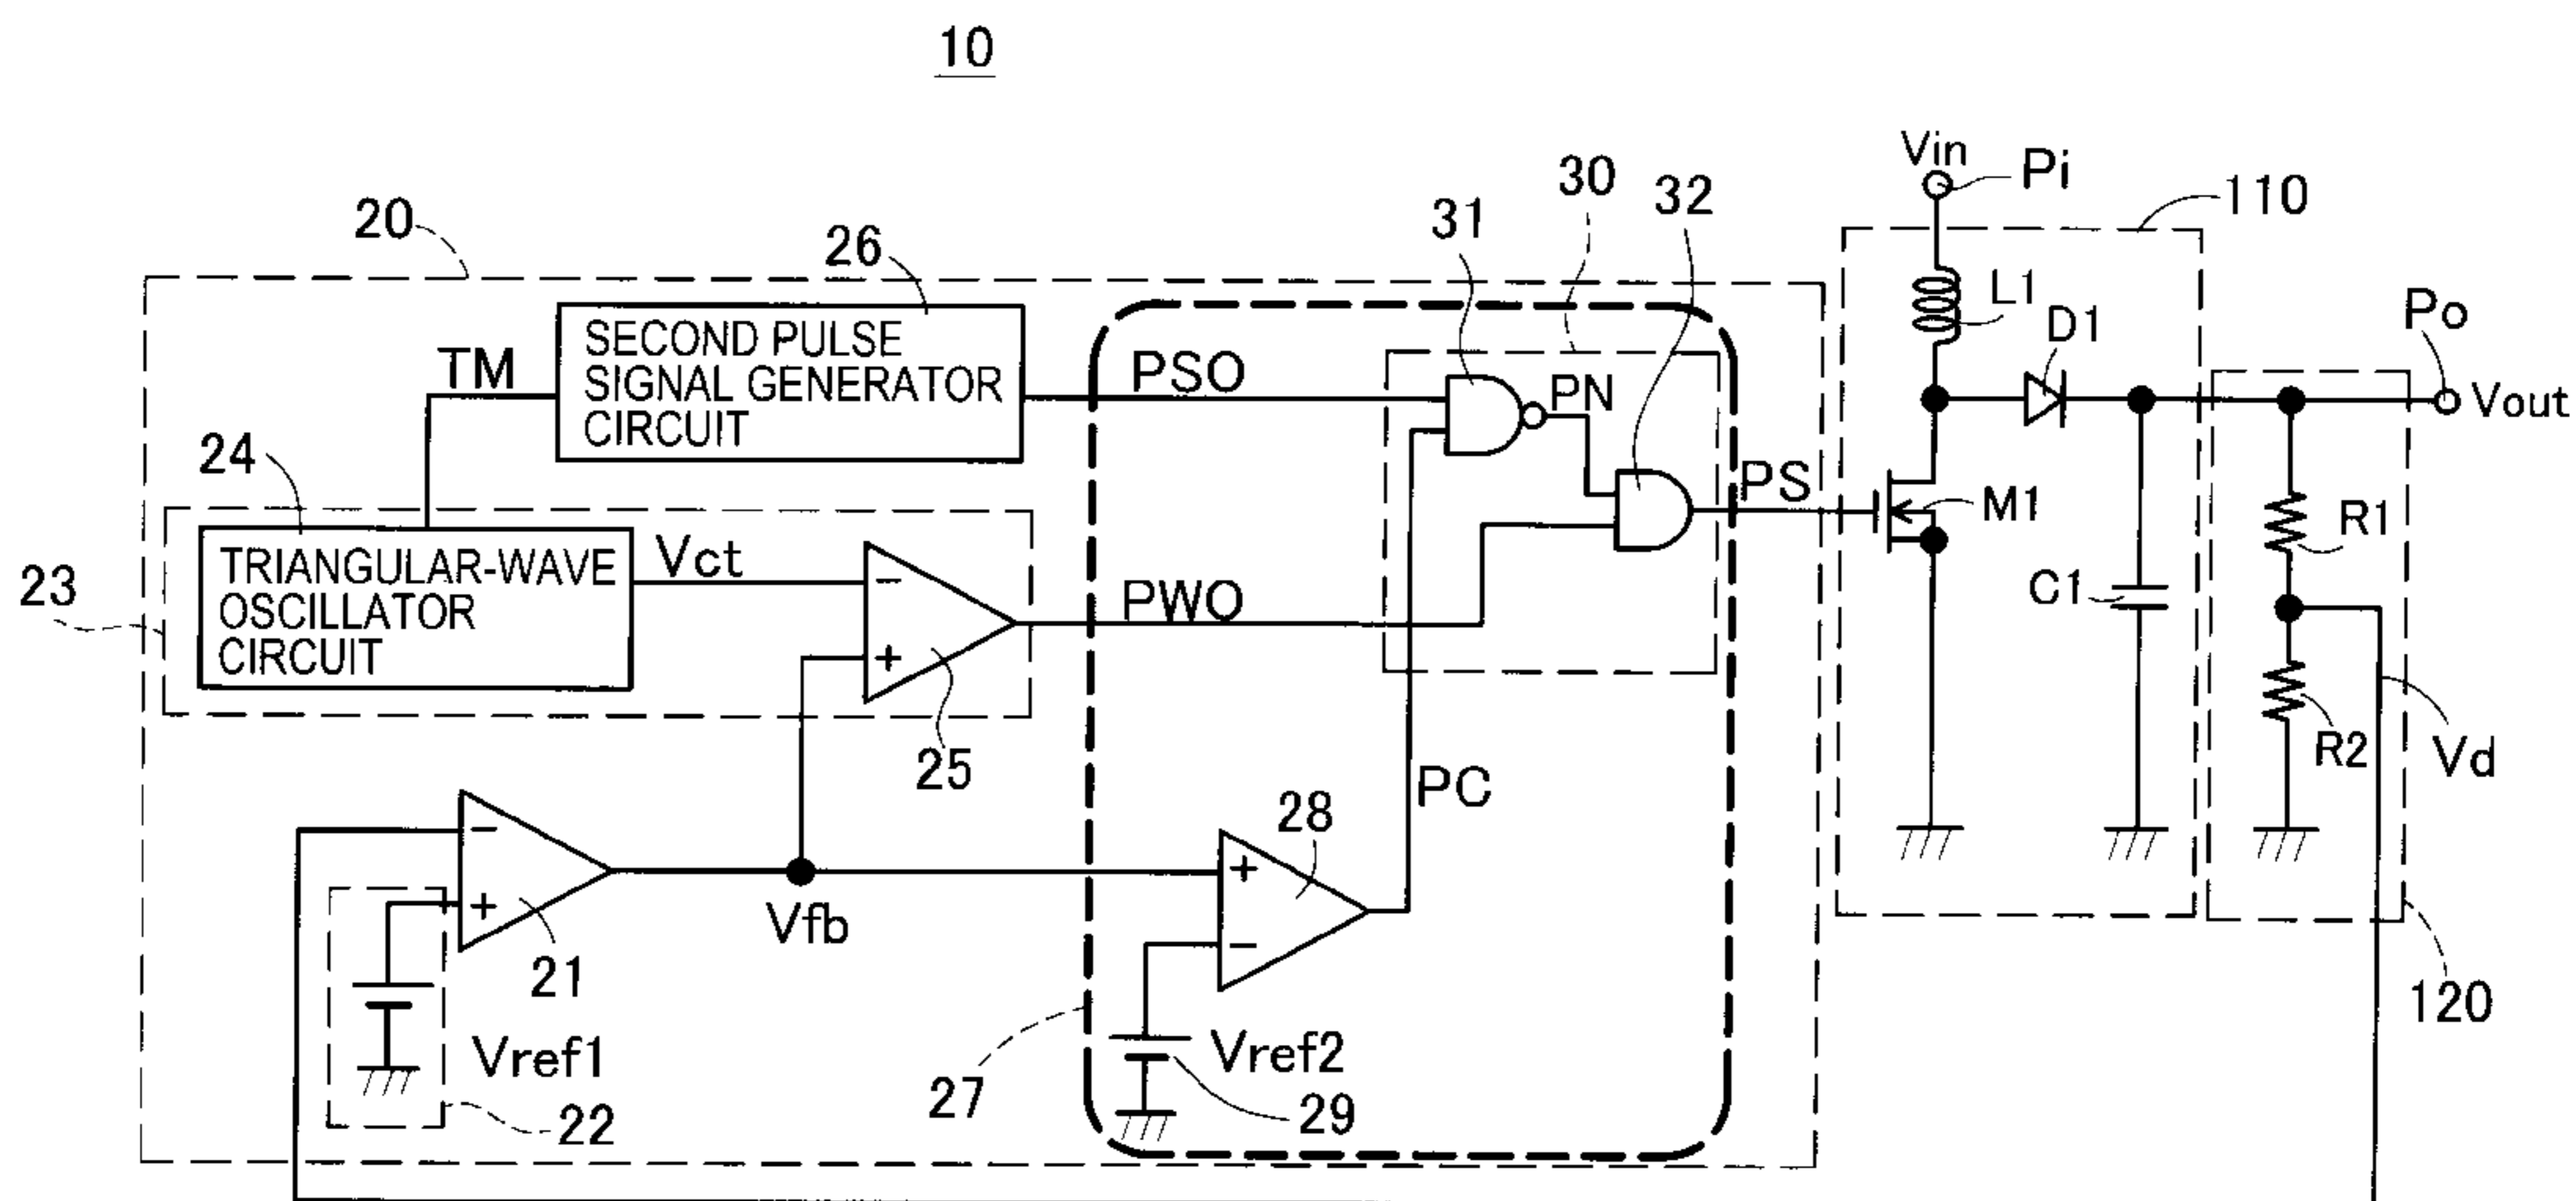 10
Vin
Pi
30
32
110
20
26
31
L1
D1
Po
SECOND PULSE
SIGNAL GENERATOR
CIRCUIT
TM
PSO
PN
Vout
24
PS
M1
R1
TRIANGULAR-WAVE
OSCILLATOR
CIRCUIT
Vct
−
+
23
PWO
C1
25
R2
Vd
PC
28
−
+
21
Vfb
+
−
120
Vref1
Vref2
27
29
22